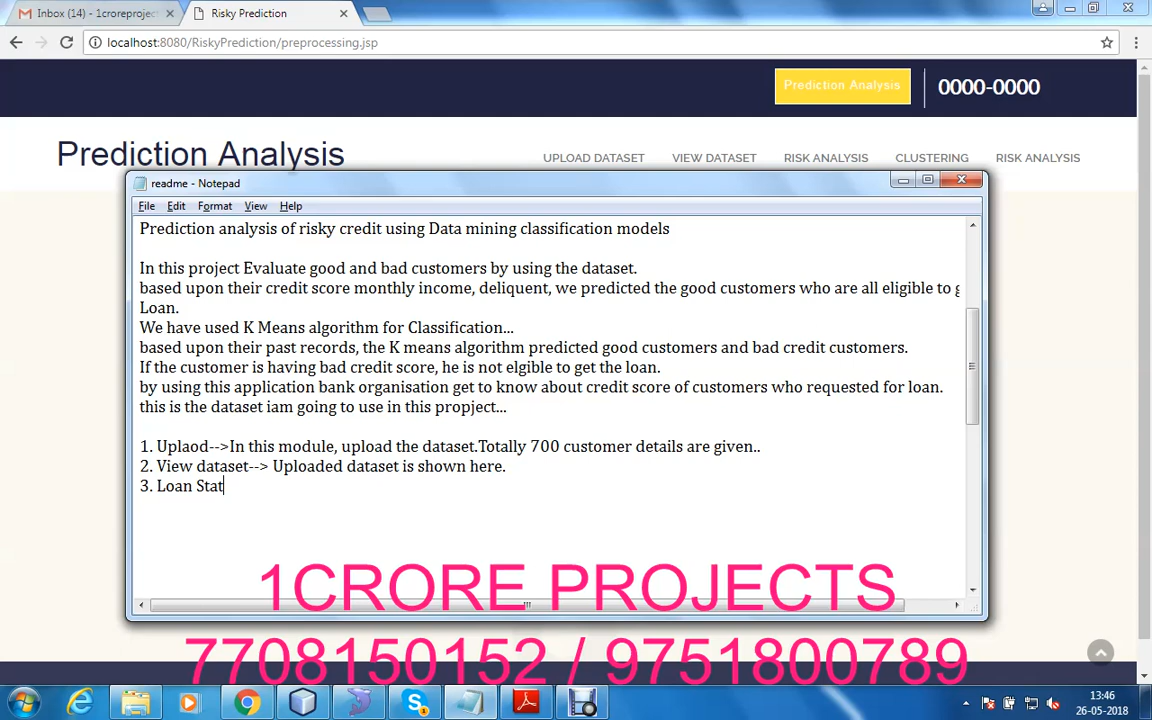 Inbox (14) - 1croreprojec
Risky Prediction
localhost:8080/RiskyPrediction/preprocessing.jsp
Prediction Analysis
0000-0000
Prediction Analysis
UPLOAD DATASET VIEW DATASET RISK ANALYSIS CLUSTERING RISK ANALYSIS
readme - Notepad
File Edit Format View Help
Prediction analysis of risky credit using Data mining classification models
In this project Evaluate good and bad customers by using the dataset.
based upon their credit score monthly income, deliquent, we predicted the good customers who are all eligible to g
Loan.
We have used K Means algorithm for Classification...
based upon their past records, the K means algorithm predicted good customers and bad credit customers.
If the customer is having bad credit score, he is not elgible to get the loan.
by using this application bank organisation get to know about credit score of customers who requested for loan.
this is the dataset iam going to use in this propject...
1. Uplaod-->In this module, upload the dataset.Totally 700 customer details are given..
2. View dataset--> Uploaded dataset is shown here.
3. Loan Stat
1CRORE PROJECTS
7708150152 / 9751800789
13:46
26-05-2018